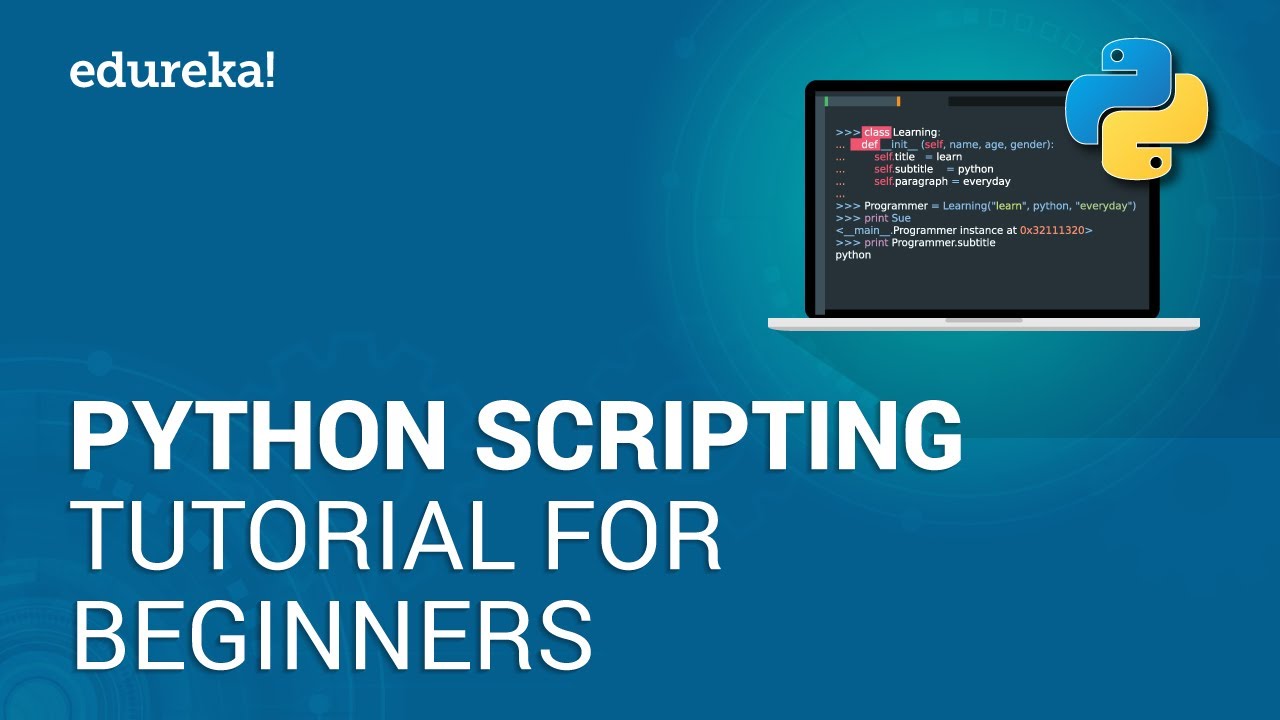 edureka!
>>> class Learning:
... def __init__ (self, name, age, gender):
... self.title = learn
... self.subtitle = python
... self.paragraph = everyday
...
>>> Programmer = Learning("learn", python, "everyday")
>>> print Sue
<__main__.Programmer instance at 0x32111320>
>>> print Programmer.subtitle
python
PYTHON SCRIPTING
TUTORIAL FOR
BEGINNERS